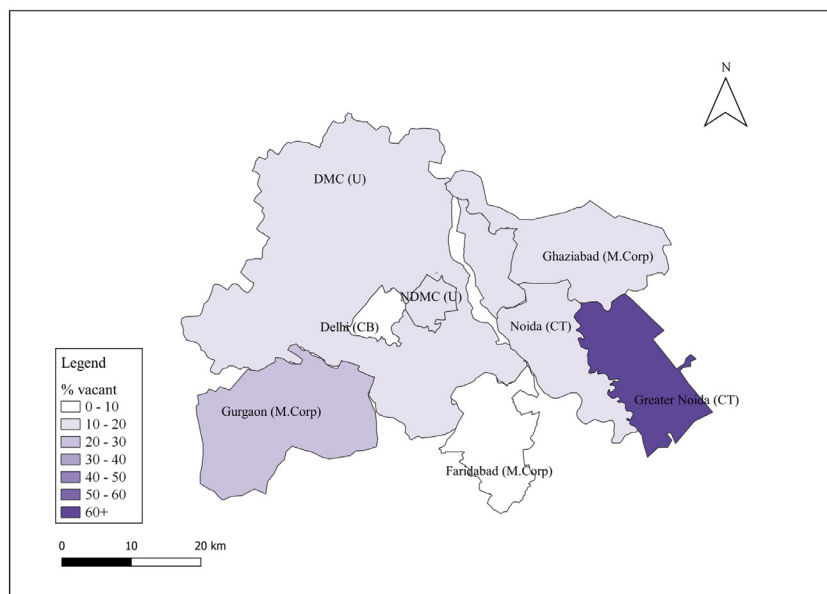 N
DMC (U)
Ghaziabad (M.Corp)
NDMC (U)
Delhi (CB)
Noida (CT)
Legend
% vacant
0 - 10
10 - 20
20 - 30
30 - 40
40 - 50
50 - 60
60+
Gurgaon (M.Corp)
Greater Noida (CT)
Faridabad (M.Corp)
0 10 20 km